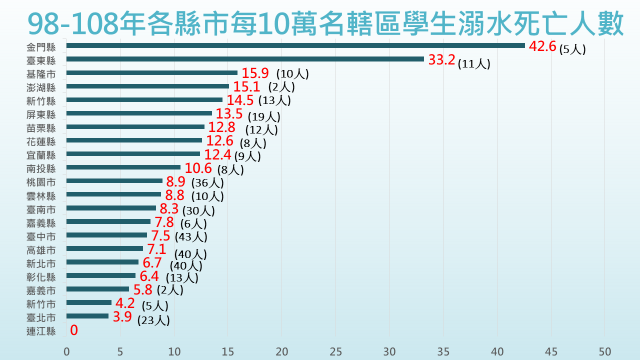 98-108年各縣市每10萬名轄區學生溺水死亡人數
金門縣 42.6 (5人)
臺東縣 33.2 (11人)
基隆市 15.9 (10人)
澎湖縣 15.1 (2人)
新竹縣 14.5 (13人)
屏東縣 13.5 (19人)
苗栗縣 12.8 (12人)
花蓮縣 12.6 (8人)
宜蘭縣 12.4 (9人)
南投縣 10.6 (8人)
桃園市 8.9 (36人)
雲林縣 8.8 (10人)
臺南市 8.3 (30人)
嘉義縣 7.8 (6人)
臺中市 7.5 (43人)
高雄市 7.1 (40人)
新北市 6.7 (40人)
彰化縣 6.4 (13人)
嘉義市 5.8 (2人)
新竹市 4.2 (5人)
臺北市 3.9 (23人)
連江縣 0
0 5 10 15 20 25 30 35 40 45 50